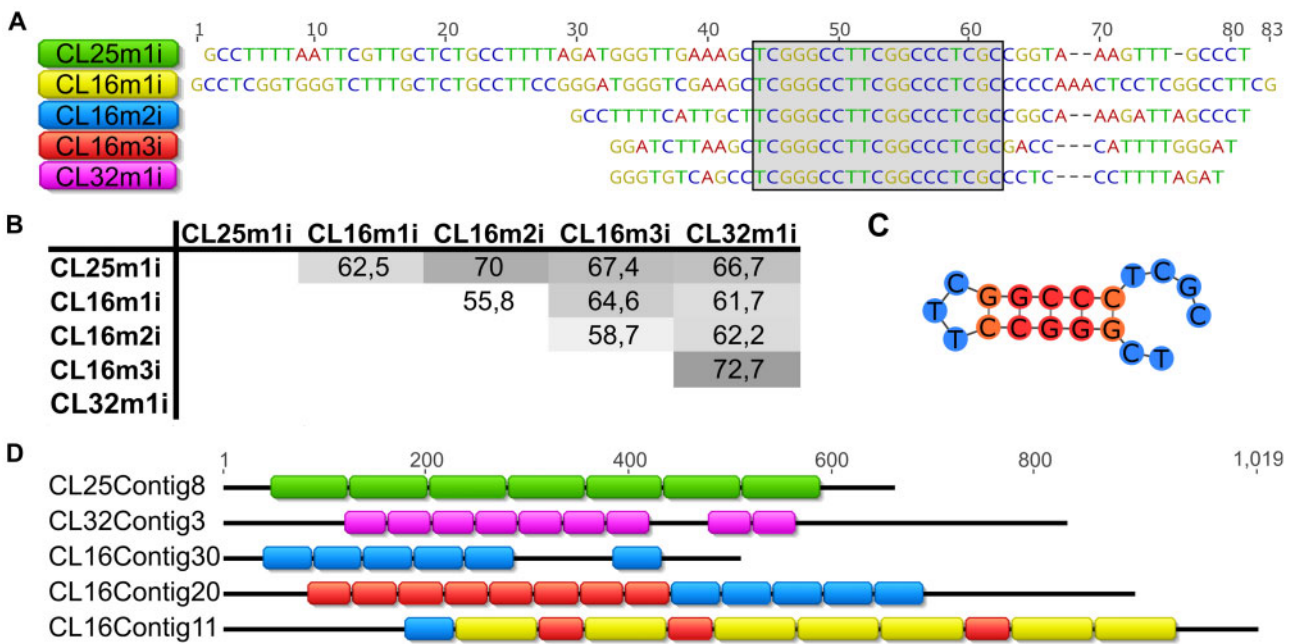 A
1 10 20 30 40 50 60 70 80 83
CL25m1i GCCTTTTAATTCGTTGCTCTGCCTTTTAGATGGGTTGAAAGCTCGGGCCTTCGGCCCTCGCCGGTA--AAGTTT-GCCCT
CL16m1i GCCTCGGTGGGTCTTTGCTCTGCCTTCCGGGATGGGTCGAAGCTCGGGCCTTCGGCCCTCGCCCCCAAACTCCTCGGCCTTCG
CL16m2i GCCTTTTCATTGCTTCGGGCCTTCGGCCCTCGCCGGCA--AAGATTAGCCCT
CL16m3i GGATCTTAAGCTCGGGCCTTCGGCCCTCGCGACC---CATTTTGGGAT
CL32m1i GGGTGTCAGCCTCGGGCCTTCGGCCCTCGCCCTC---CCTTTTAGAT
B
CL25m1i CL16m1i CL16m2i CL16m3i CL32m1i
CL25m1i 62,5 70 67,4 66,7
CL16m1i 55,8 64,6 61,7
CL16m2i 58,7 62,2
CL16m3i 72,7
CL32m1i
C
C G G C C C T C G C
T T C C G G G C T
D
1 200 400 600 800 1,019
CL25Contig8
CL32Contig3
CL16Contig30
CL16Contig20
CL16Contig11